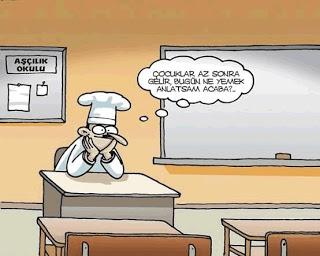 AŞÇILIK
OKULU
ÇOCUKLAR AZ SONRA
GELİR, BUGÜN NE YEMEK
ANLATSAM ACABA?..